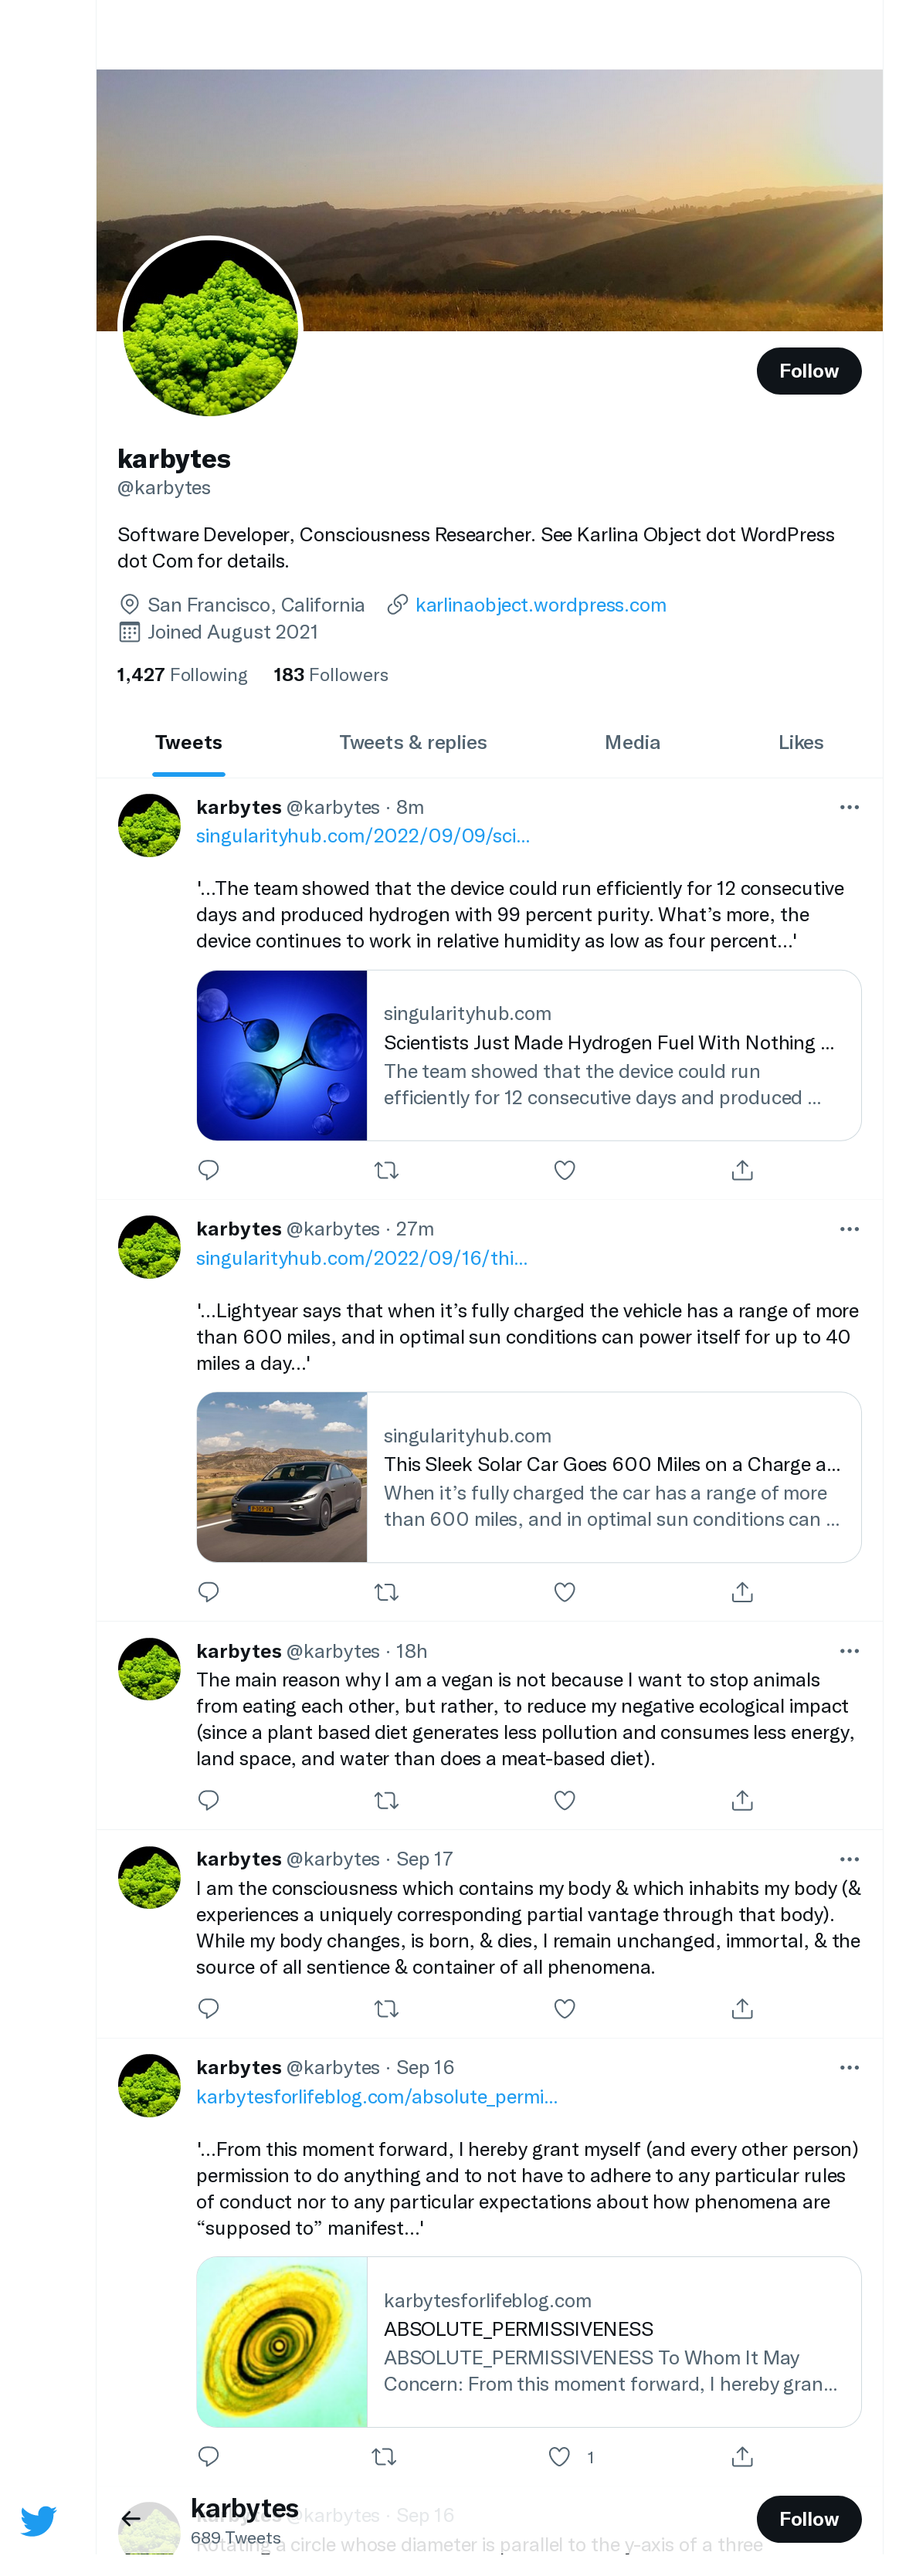 Follow
karbytes
@karbytes
Software Developer, Consciousness Researcher. See Karlina Object dot WordPress
dot Com for details.
San Francisco, California karlinaobject.wordpress.com
Joined August 2021
1,427 Following 183 Followers
Tweets Tweets & replies Media Likes
karbytes @karbytes · 8m
singularityhub.com/2022/09/09/sci...
'...The team showed that the device could run efficiently for 12 consecutive
days and produced hydrogen with 99 percent purity. What’s more, the
device continues to work in relative humidity as low as four percent...'
singularityhub.com
Scientists Just Made Hydrogen Fuel With Nothing ...
The team showed that the device could run
efficiently for 12 consecutive days and produced ...
karbytes @karbytes · 27m
singularityhub.com/2022/09/16/thi...
'...Lightyear says that when it’s fully charged the vehicle has a range of more
than 600 miles, and in optimal sun conditions can power itself for up to 40
miles a day...'
singularityhub.com
This Sleek Solar Car Goes 600 Miles on a Charge a...
When it’s fully charged the car has a range of more
than 600 miles, and in optimal sun conditions can ...
karbytes @karbytes · 18h
The main reason why I am a vegan is not because I want to stop animals
from eating each other, but rather, to reduce my negative ecological impact
(since a plant based diet generates less pollution and consumes less energy,
land space, and water than does a meat-based diet).
karbytes @karbytes · Sep 17
I am the consciousness which contains my body & which inhabits my body (&
experiences a uniquely corresponding partial vantage through that body).
While my body changes, is born, & dies, I remain unchanged, immortal, & the
source of all sentience & container of all phenomena.
karbytes @karbytes · Sep 16
karbytesforlifeblog.com/absolute_permi...
'...From this moment forward, I hereby grant myself (and every other person)
permission to do anything and to not have to adhere to any particular rules
of conduct nor to any particular expectations about how phenomena are
“supposed to” manifest...'
karbytesforlifeblog.com
ABSOLUTE_PERMISSIVENESS
ABSOLUTE_PERMISSIVENESS To Whom It May
Concern: From this moment forward, I hereby gran...
1
karbytes
689 Tweets
Follow
karbytes @karbytes · Sep 16
Rotating a circle whose diameter is parallel to the y-axis of a three